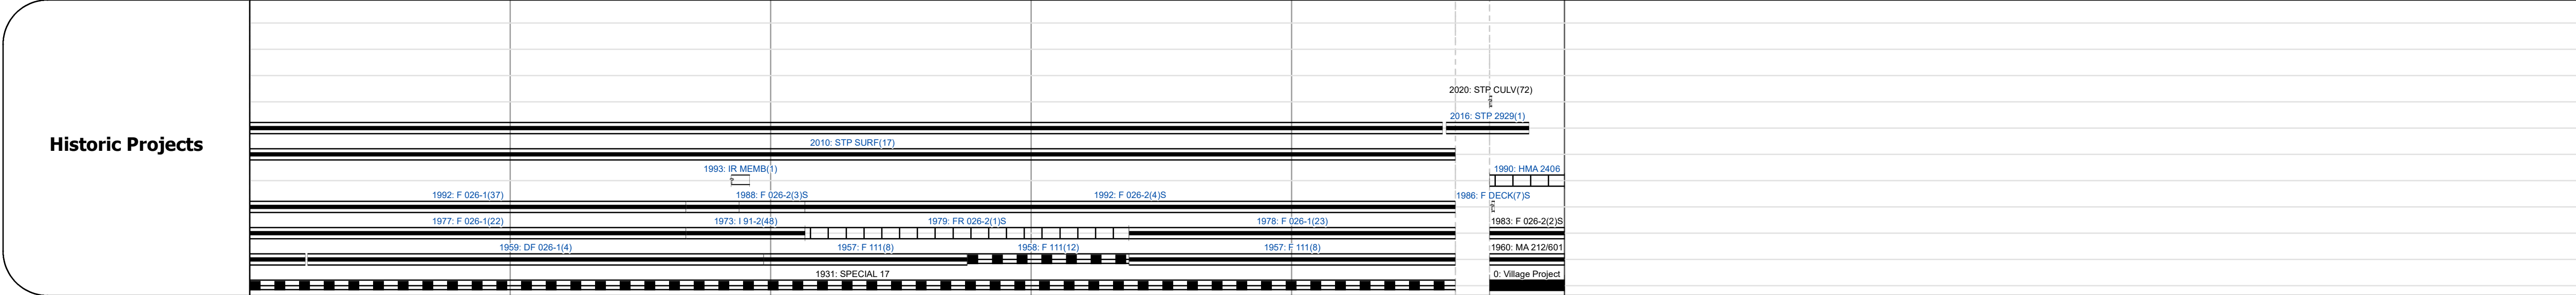 2020: STP CULV(72)
2016: STP 2929(1)
Historic Projects
2010: STP SURF(17)
1993: IR MEMB(1) 1990: HMA 2406
1992: F 026-1(37) 1988: F 026-2(3)S 1992: F 026-2(4)S 1986: F DECK(7)S
1977: F 026-1(22) 1973: I 91-2(48) 1979: FR 026-2(1)S 1978: F 026-1(23) 1983: F 026-2(2)S
1959: DF 026-1(4) 1957: F 111(8) 1958: F 111(12) 1957: F 111(8) 1960: MA 212/601
1931: SPECIAL 17 0: Village Project